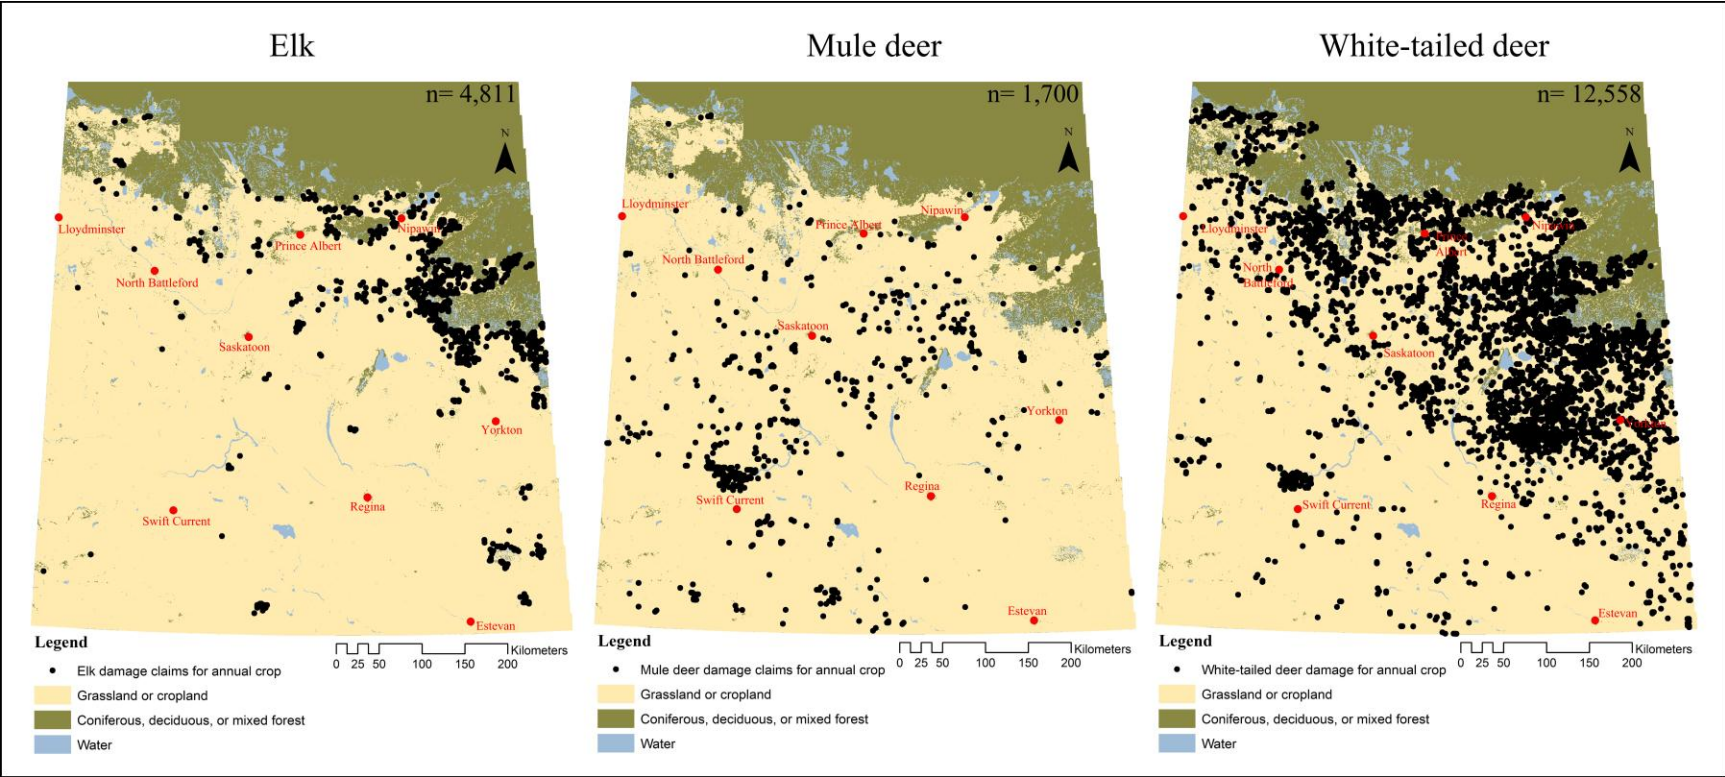 Elk
n= 4,811
N
Lloydminster
Nipawin
Prince Albert
North Battleford
Saskatoon
Yorkton
Regina
Swift Current
Estevan
Legend
Kilometers
0 25 50 100 150 200
Elk damage claims for annual crop
Grassland or cropland
Coniferous, deciduous, or mixed forest
Water
Mule deer
n= 1,700
N
Lloydminster
Nipawin
Prince Albert
North Battleford
Saskatoon
Yorkton
Regina
Swift Current
Estevan
Legend
Kilometers
0 25 50 100 150 200
Mule deer damage claims for annual crop
Grassland or cropland
Coniferous, deciduous, or mixed forest
Water
White-tailed deer
n= 12,558
N
Lloydminster
Nipawin
Prince
Albert
North
Battleford
Saskatoon
Yorkton
Regina
Swift Current
Estevan
Legend
Kilometers
0 25 50 100 150 200
White-tailed deer damage for annual crop
Grassland or cropland
Coniferous, deciduous, or mixed forest
Water